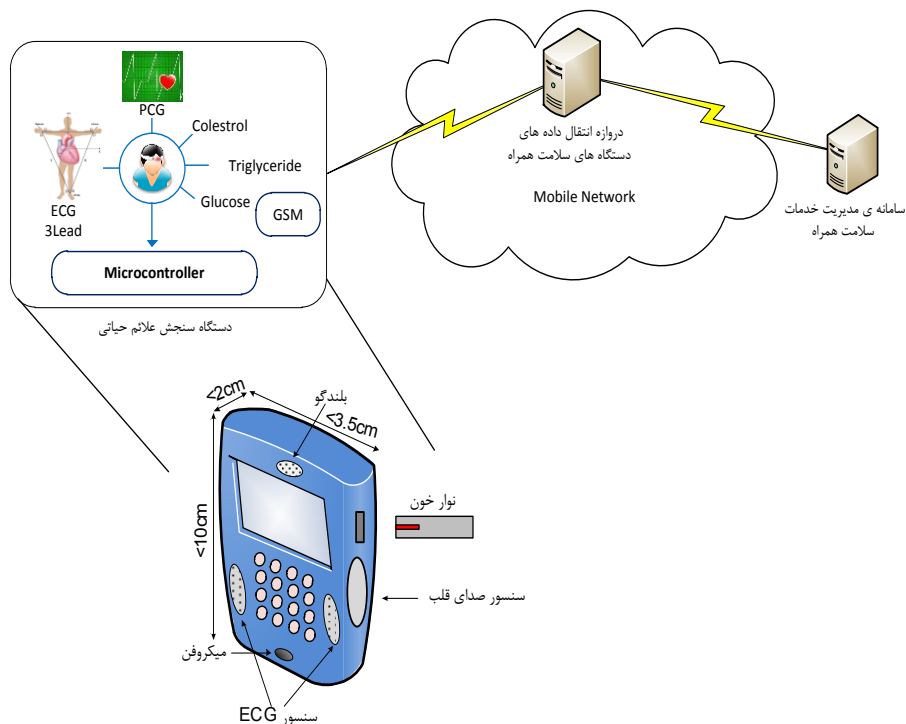 PCG
Colestrol
Triglyceride
Glucose
ECG
3Lead
GSM
Microcontroller
دستگاه سنجش علائم حیاتی
دروازه انتقال داده های
دستگاه های سلامت همراه
Mobile Network
سامانه ی مدیریت خدمات
سلامت همراه
<2cm
بلندگو
<3.5cm
<10cm
نوار خون
سنسور صدای قلب
میکروفن
سنسور ECG